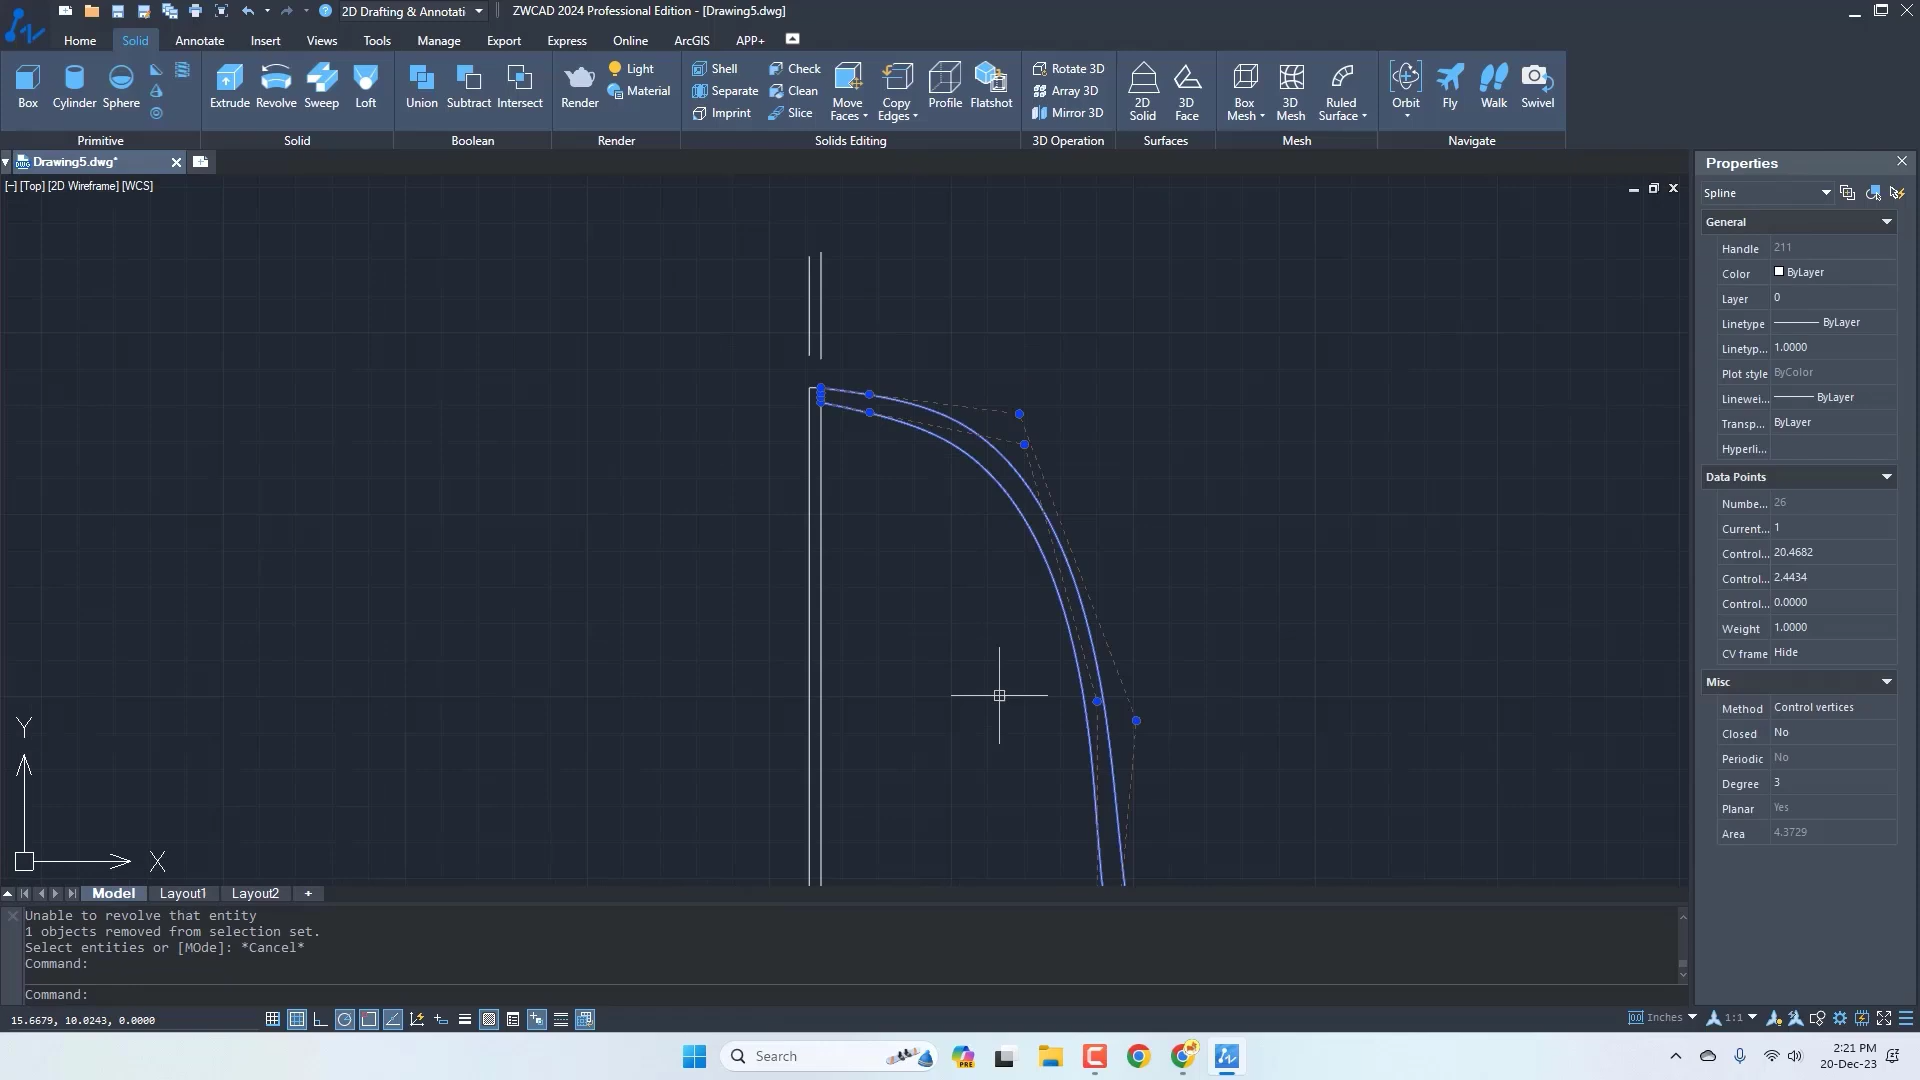 2D Drafting & Annotati
ZWCAD 2024 Professional Edition - [Drawing5.dwg]
Home Solid Annotate Insert Views Tools Manage Export Express Online ArcGIS APP+
Box Cylinder Sphere
Extrude Revolve Sweep Loft
Union Subtract Intersect
Render Light Material
Shell Separate Imprint
Check Clean Slice
Move Faces
Copy Edges
Profile Flatshot
Rotate 3D
Array 3D
Mirror 3D
2D Solid
3D Face
Box Mesh
3D Mesh
Ruled Surface
Orbit Fly Walk Swivel
Primitive Solid Boolean Render Solids Editing 3D Operation Surfaces Mesh Navigate
Drawing5.dwg*
[−] [Top] [2D Wireframe] [WCS]
Y
X
Model Layout1 Layout2 +
Unable to revolve that entity
1 objects removed from selection set.
Select entities or [MOde]: *Cancel*
Command:
Command:
15.6679, 10.0243, 0.0000
Inches
1:1
Properties
Spline
General
Handle 211
Color ByLayer
Layer 0
Linetype ByLayer
Linetyp... 1.0000
Plot style ByColor
Linewei... ByLayer
Transp... ByLayer
Hyperli...
Data Points
Numbe... 26
Current... 1
Control... 20.4682
Control... 2.4434
Control... 0.0000
Weight 1.0000
CV frame Hide
Misc
Method Control vertices
Closed No
Periodic No
Degree 3
Planar Yes
Area 4.3729
Search
PRE
2:21 PM
20-Dec-23